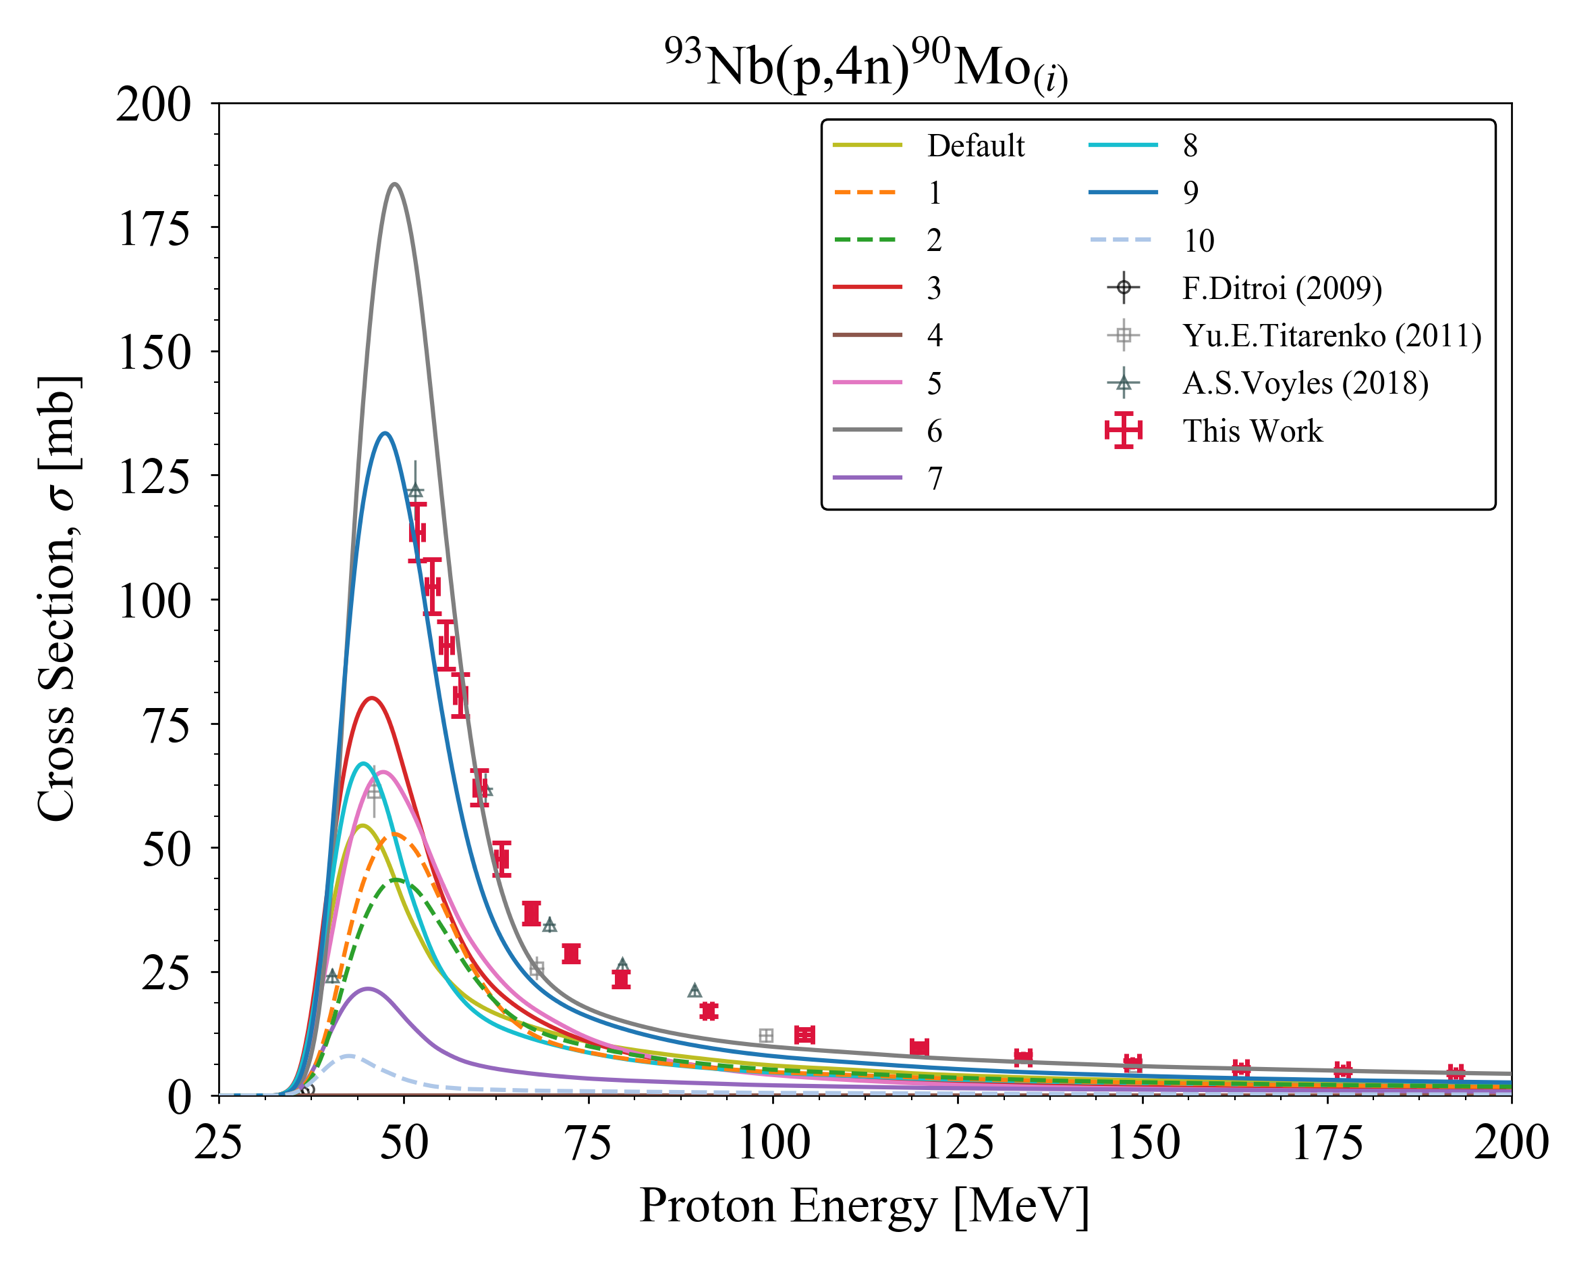 ⁹³Nb(p,4n)⁹⁰Mo₍ᵢ₎
200
175
150
125
100
75
50
25
0
Cross Section, σ [mb]
Default
1
2
3
4
5
6
7
8
9
10
F.Ditroi (2009)
Yu.E.Titarenko (2011)
A.S.Voyles (2018)
This Work
25 50 75 100 125 150 175 200
Proton Energy [MeV]